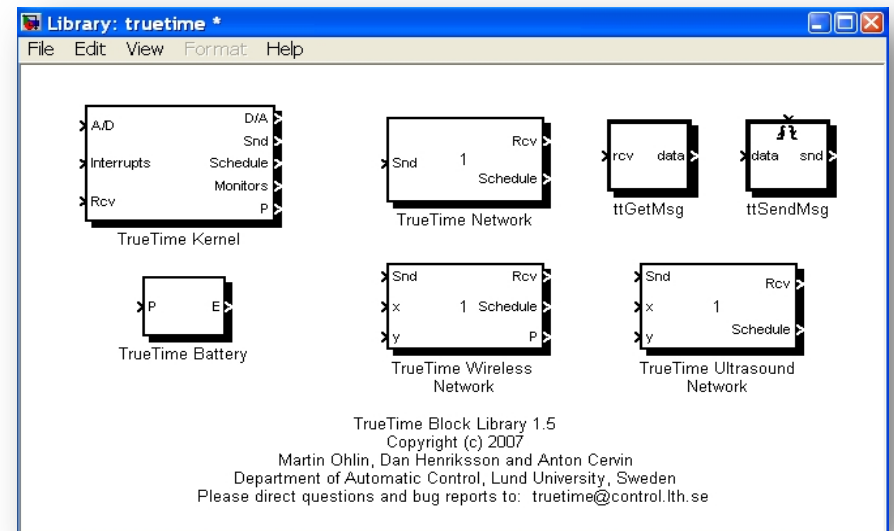 Library: truetime *
File Edit View Format Help
A/D
Interrupts
Rcv
D/A
Snd
Schedule
Monitors
P
TrueTime Kernel
Snd
1
Rcv
Schedule
TrueTime Network
rcv data
ttGetMsg
data snd
ttSendMsg
P E
TrueTime Battery
Snd
x
y
1
Rcv
Schedule
P
TrueTime Wireless
Network
Snd
x
y
1
Rcv
Schedule
TrueTime Ultrasound
Network
TrueTime Block Library 1.5
Copyright (c) 2007
Martin Ohlin, Dan Henriksson and Anton Cervin
Department of Automatic Control, Lund University, Sweden
Please direct questions and bug reports to: truetime@control.lth.se